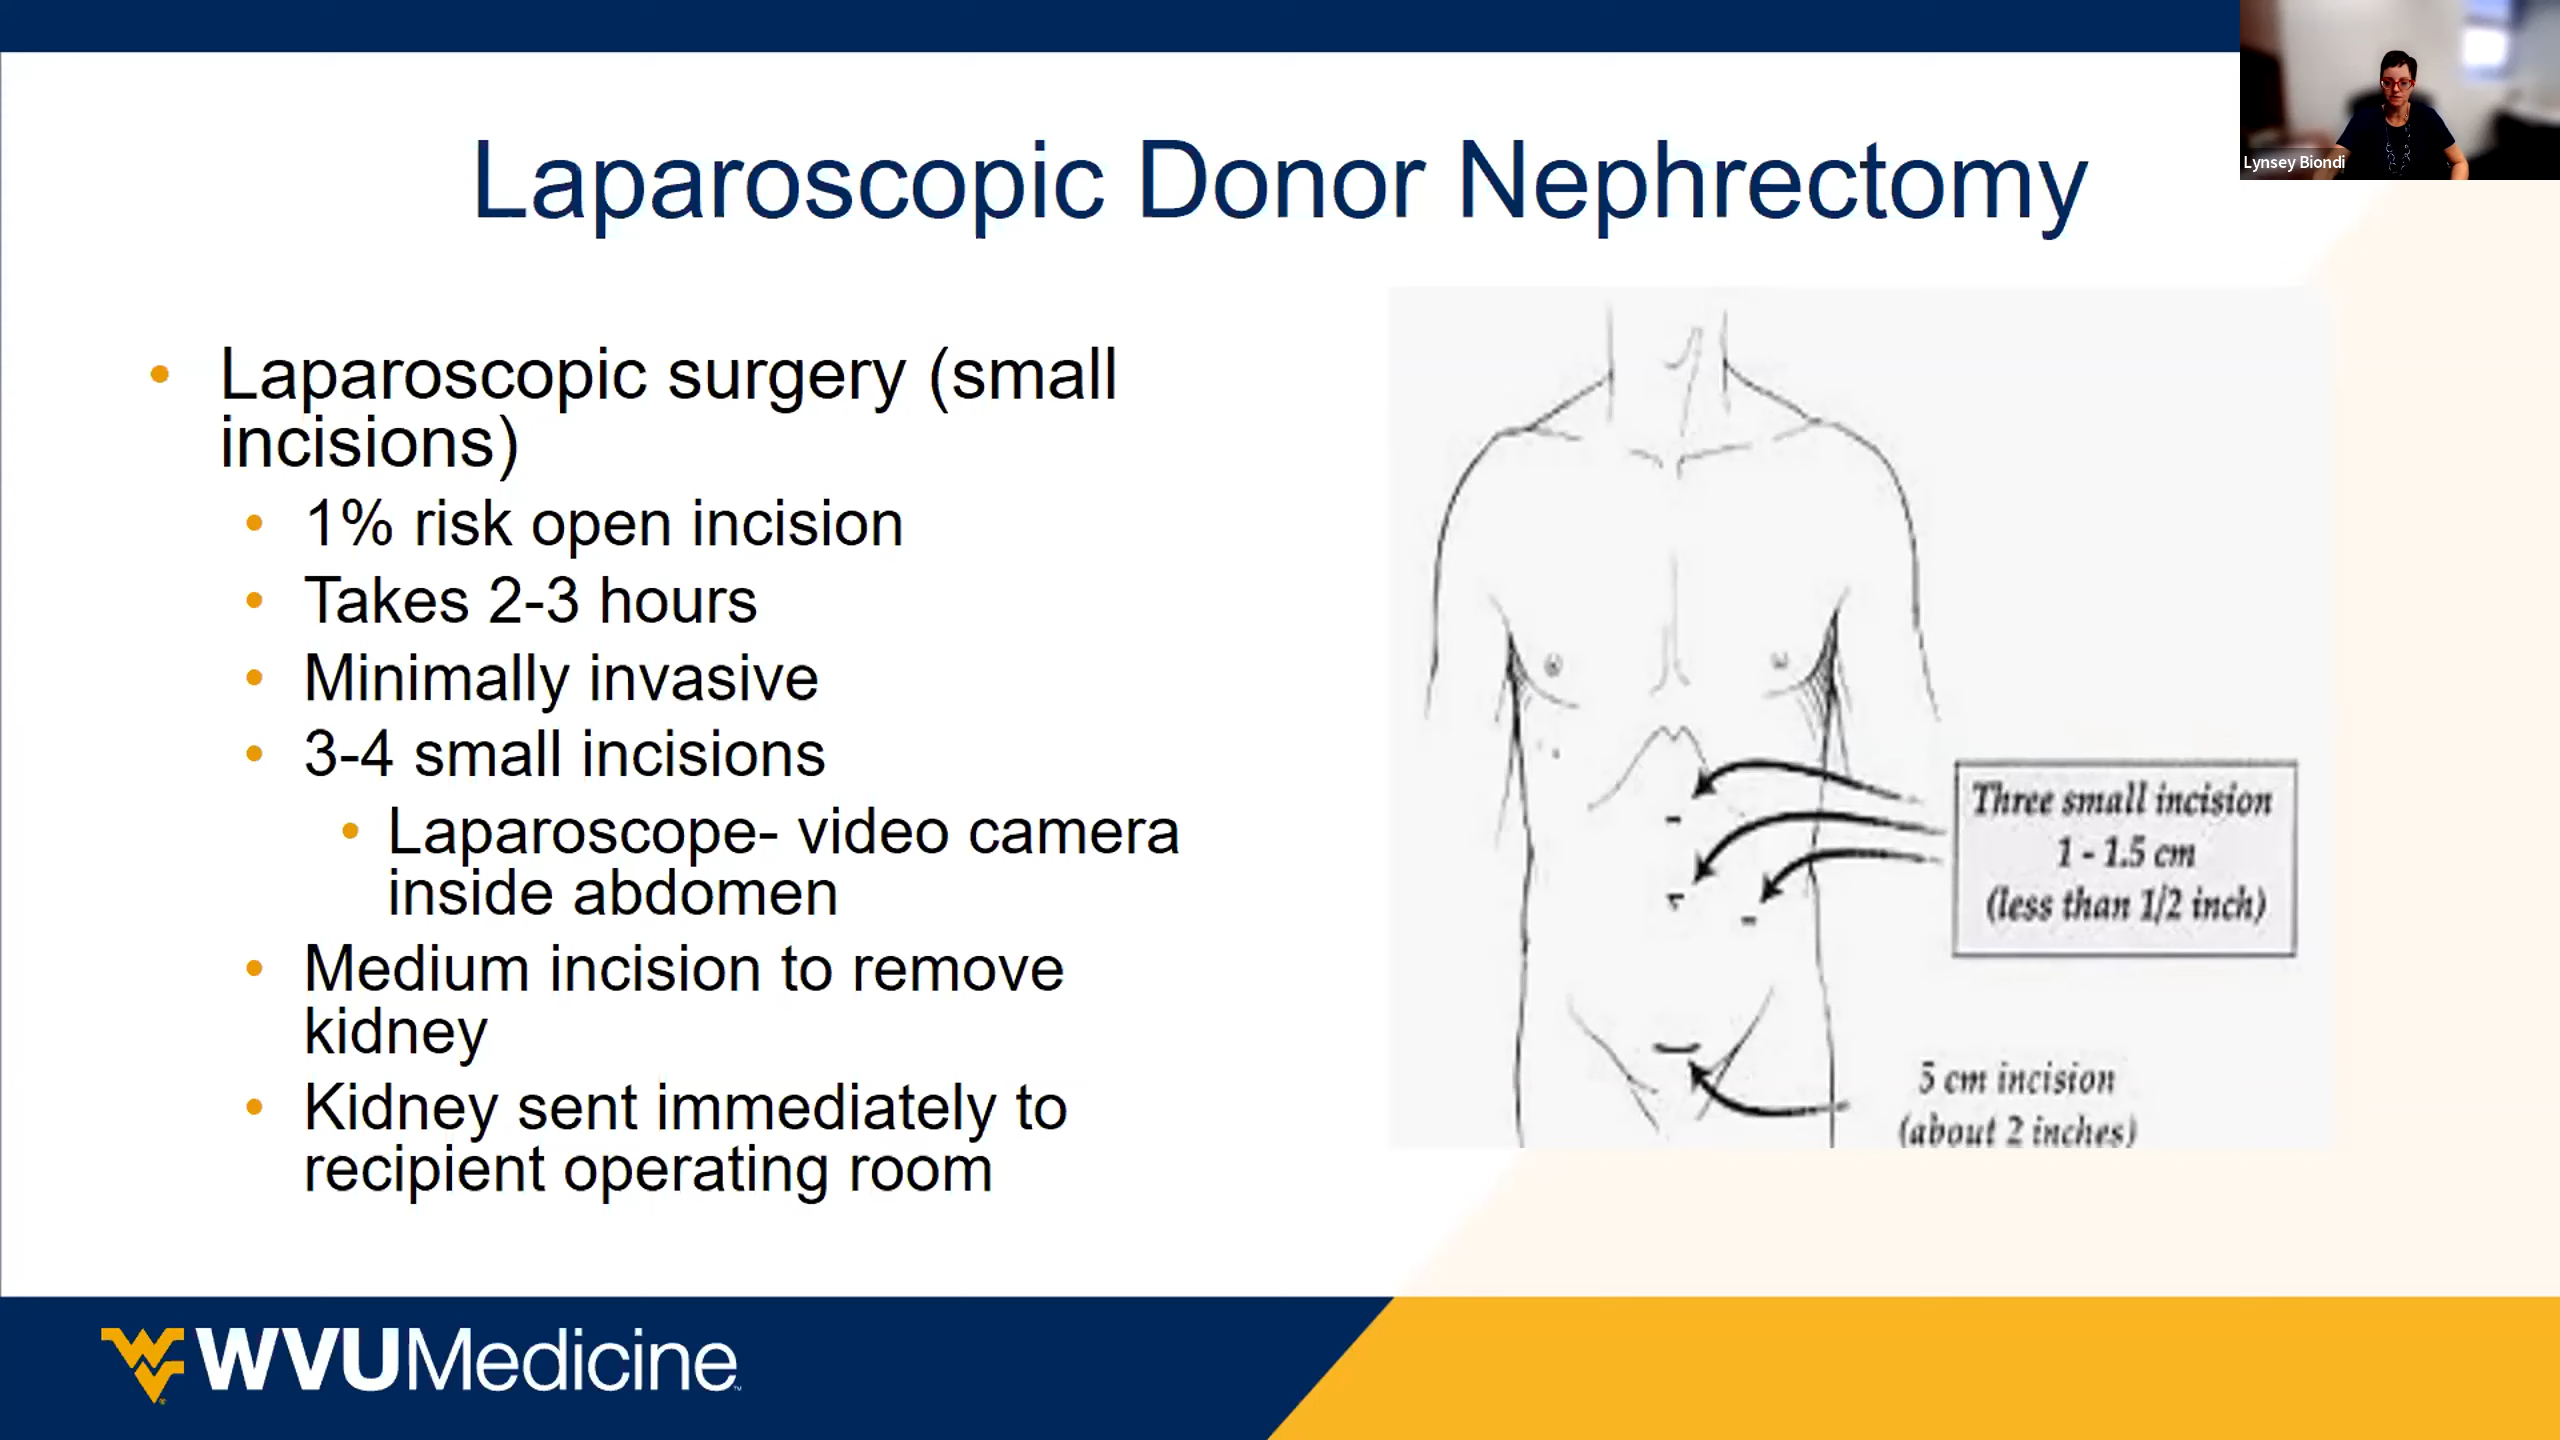 Lynsey Biondi
Laparoscopic Donor Nephrectomy
• Laparoscopic surgery (small
incisions)
• 1% risk open incision
• Takes 2-3 hours
• Minimally invasive
• 3-4 small incisions
• Laparoscope- video camera
inside abdomen
• Medium incision to remove
kidney
• Kidney sent immediately to
recipient operating room
Three small incision
1 - 1.5 cm
(less than 1/2 inch)
5 cm incision
(about 2 inches)
WVUMedicine